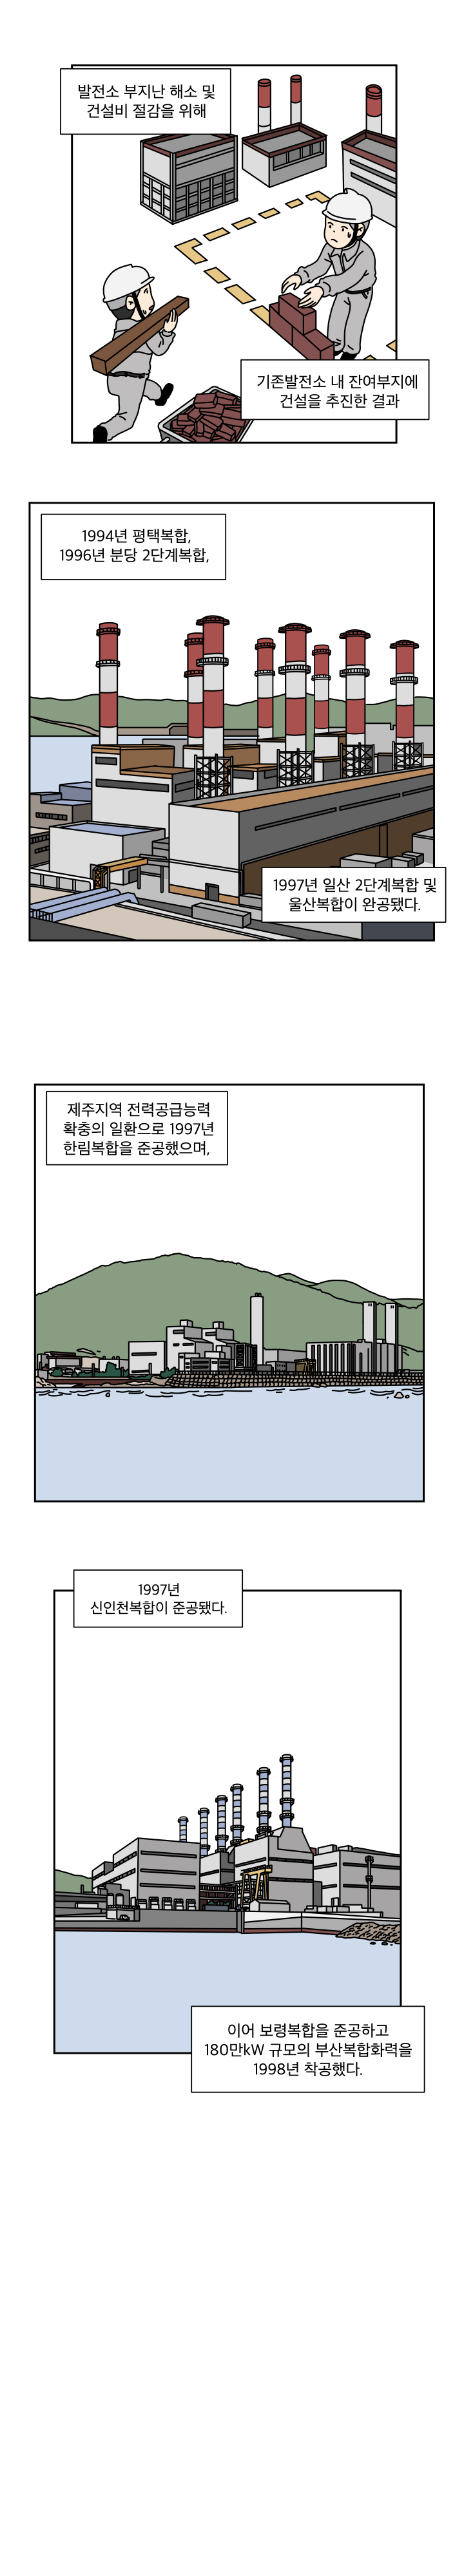 발전소 부지난 해소 및
건설비 절감을 위해
기존발전소 내 잔여부지에
건설을 추진한 결과
1994년 평택복합,
1996년 분당 2단계복합,
1997년 일산 2단계복합 및
울산복합이 완공됐다.
제주지역 전력공급능력
확충의 일환으로 1997년
한림복합을 준공했으며,
1997년
신인천복합이 준공됐다.
이어 보령복합을 준공하고
180만kW 규모의 부산복합화력을
1998년 착공했다.